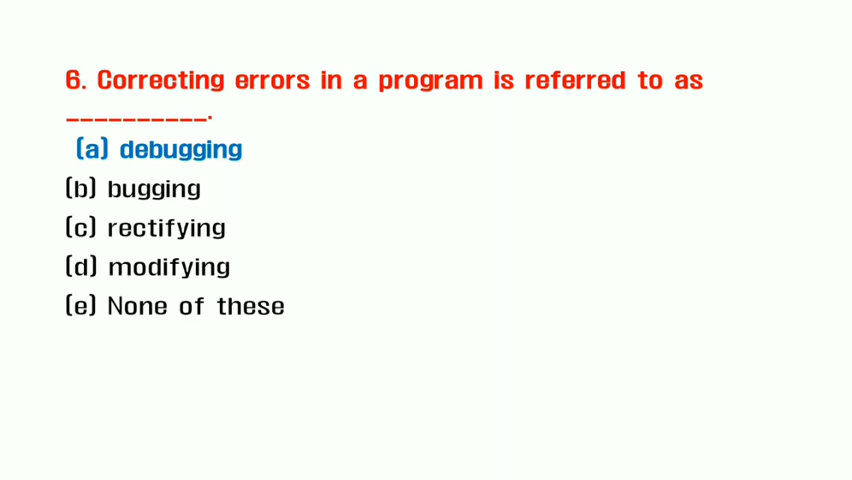 6. Correcting errors in a program is referred to as
__________.
(a) debugging
(b) bugging
(c) rectifying
(d) modifying
(e) None of these